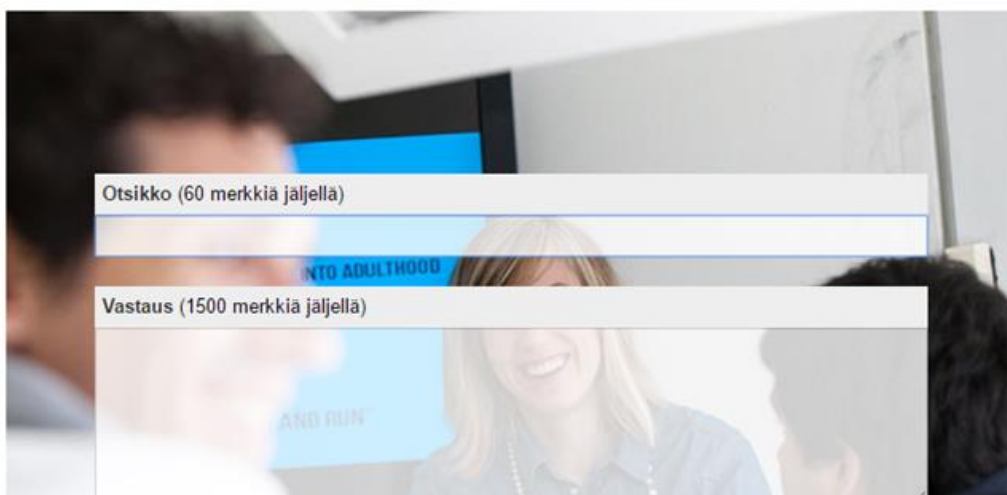 Otsikko (60 merkkiä jäljellä)
INTO ADULTHOOD
Vastaus (1500 merkkiä jäljellä)
AND RUN